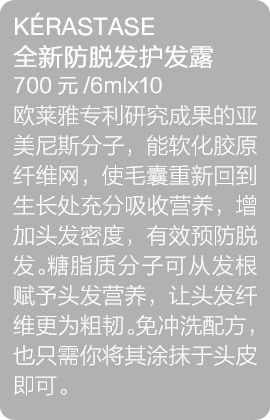 KÉRASTASE
全新防脱发护发露
700 元 /6mlx10
欧莱雅专利研究成果的亚
美尼斯分子，能软化胶原
纤维网，使毛囊重新回到
生长处充分吸收营养，增
加头发密度，有效预防脱
发。糖脂质分子可从发根
赋予头发营养，让头发纤
维更为粗韧。免冲洗配方，
也只需你将其涂抹于头皮
即可。